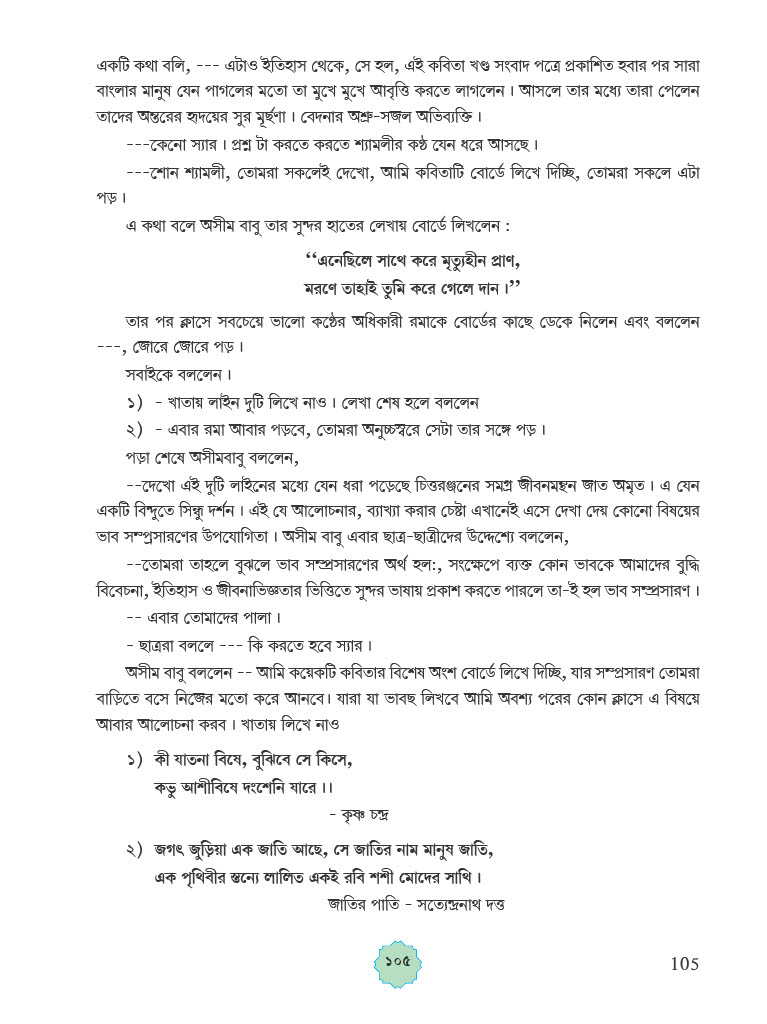 একটি কথা বলি, --- এটাও ইতিহাস থেকে, সে হল, এই কবিতা খণ্ড সংবাদ পত্রে প্রকাশিত হবার পর সারা
বাংলার মানুষ যেন পাগলের মতো তা মুখে মুখে আবৃত্তি করতে লাগলেন। আসলে তার মধ্যে তারা পেলেন
তাদের অন্তরের হৃদয়ের সুর মূর্ছণা। বেদনার অশ্রু-সজল অভিব্যক্তি।
---কেনো স্যার। প্রশ্ন টা করতে করতে শ্যামলীর কণ্ঠ যেন ধরে আসছে।
---শোন শ্যামলী, তোমরা সকলেই দেখো, আমি কবিতাটি বোর্ডে লিখে দিচ্ছি, তোমরা সকলে এটা
পড়।
এ কথা বলে অসীম বাবু তার সুন্দর হাতের লেখায় বোর্ডে লিখলেন :
‘‘এনেছিলে সাথে করে মৃত্যুহীন প্রাণ,
মরণে তাহাই তুমি করে গেলে দান।’’
তার পর ক্লাসে সবচেয়ে ভালো কণ্ঠের অধিকারী রমাকে বোর্ডের কাছে ডেকে নিলেন এবং বললেন
---, জোরে জোরে পড়।
সবাইকে বললেন।
১) - খাতায় লাইন দুটি লিখে নাও। লেখা শেষ হলে বললেন
২) - এবার রমা আবার পড়বে, তোমরা অনুচ্চস্বরে সেটা তার সঙ্গে পড়।
পড়া শেষে অসীমবাবু বললেন,
--দেখো এই দুটি লাইনের মধ্যে যেন ধরা পড়েছে চিত্তরঞ্জনের সমগ্র জীবনমন্থন জাত অমৃত। এ যেন
একটি বিন্দুতে সিন্ধু দর্শন। এই যে আলোচনার, ব্যাখ্যা করার চেষ্টা এখানেই এসে দেখা দেয় কোনো বিষয়ের
ভাব সম্প্রসারণের উপযোগিতা। অসীম বাবু এবার ছাত্র-ছাত্রীদের উদ্দেশ্যে বললেন,
--তোমরা তাহলে বুঝলে ভাব সম্প্রসারণের অর্থ হল:, সংক্ষেপে ব্যক্ত কোন ভাবকে আমাদের বুদ্ধি
বিবেচনা, ইতিহাস ও জীবনাভিজ্ঞতার ভিত্তিতে সুন্দর ভাষায় প্রকাশ করতে পারলে তা-ই হল ভাব সম্প্রসারণ।
-- এবার তোমাদের পালা।
- ছাত্ররা বললে --- কি করতে হবে স্যার।
অসীম বাবু বললেন -- আমি কয়েকটি কবিতার বিশেষ অংশ বোর্ডে লিখে দিচ্ছি, যার সম্প্রসারণ তোমরা
বাড়িতে বসে নিজের মতো করে আনবে। যারা যা ভাবছ লিখবে আমি অবশ্য পরের কোন ক্লাসে এ বিষয়ে
আবার আলোচনা করব। খাতায় লিখে নাও
১) কী যাতনা বিষে, বুঝিবে সে কিসে,
কভু আশীবিষে দংশেনি যারে।।
- কৃষ্ণ চন্দ্র
২) জগৎ জুড়িয়া এক জাতি আছে, সে জাতির নাম মানুষ জাতি,
এক পৃথিবীর স্তন্যে লালিত একই রবি শশী মোদের সাথি।
জাতির পাতি - সত্যেন্দ্রনাথ দত্ত
১০৫
105